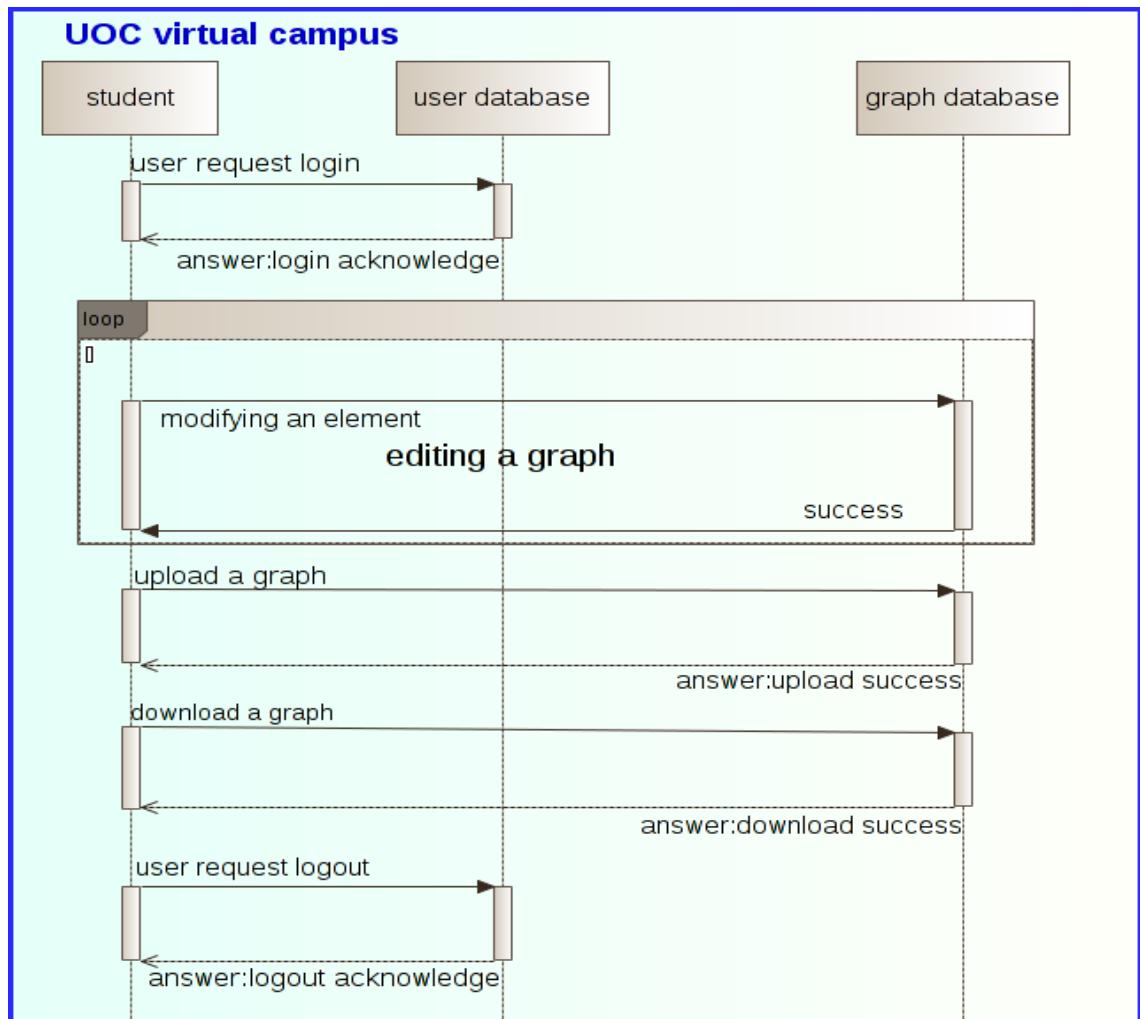 UOC virtual campus
student
user database
graph database
user request login
answer:login acknowledge
loop
[]
modifying an element
editing a graph
success
upload a graph
answer:upload success
download a graph
answer:download success
user request logout
answer:logout acknowledge